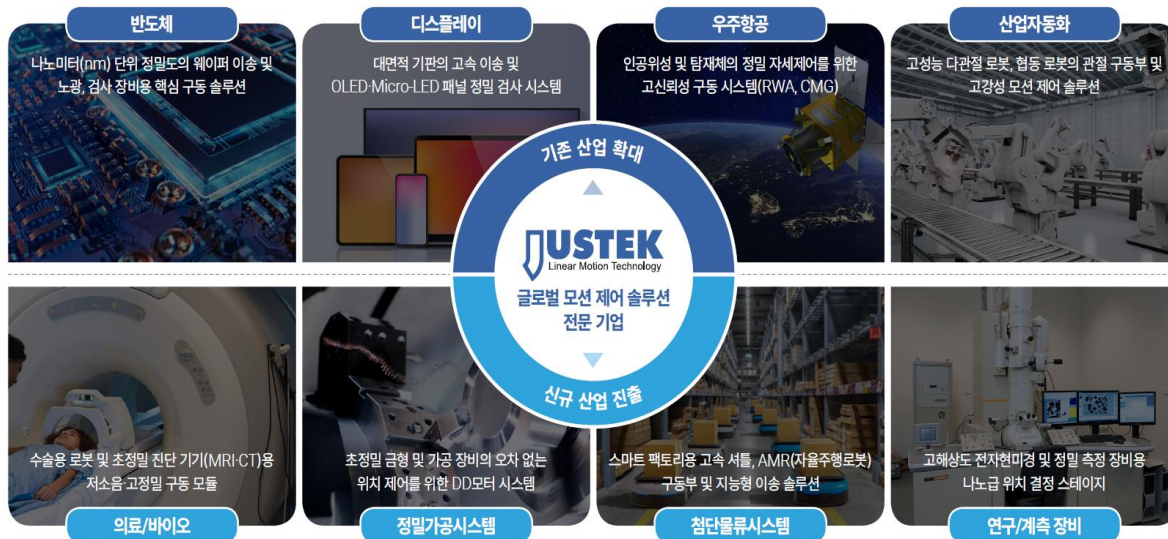 반도체
나노미터(nm) 단위 정밀도의 웨이퍼 이송 및
노광, 검사 장비용 핵심 구동 솔루션
디스플레이
대면적 기판의 고속 이송 및
OLED·Micro-LED 패널 정밀 검사 시스템
우주항공
인공위성 및 탑재체의 정밀 자세제어를 위한
고신뢰성 구동 시스템(RWA, CMG)
산업자동화
고성능 다관절 로봇, 협동 로봇의 관절 구동부 및
고강성 모션 제어 솔루션
기존 산업 확대
JUSTEK
Linear Motion Technology
글로벌 모션 제어 솔루션
전문 기업
신규 산업 진출
수술용 로봇 및 초정밀 진단 기기(MRI·CT)용
저소음·고정밀 구동 모듈
의료/바이오
초정밀 금형 및 가공 장비의 오차 없는
위치 제어를 위한 DD모터 시스템
정밀가공시스템
스마트 팩토리용 고속 셔틀, AMR(자율주행로봇)
구동부 및 지능형 이송 솔루션
첨단물류시스템
고해상도 전자현미경 및 정밀 측정 장비용
나노급 위치 결정 스테이지
연구/계측 장비